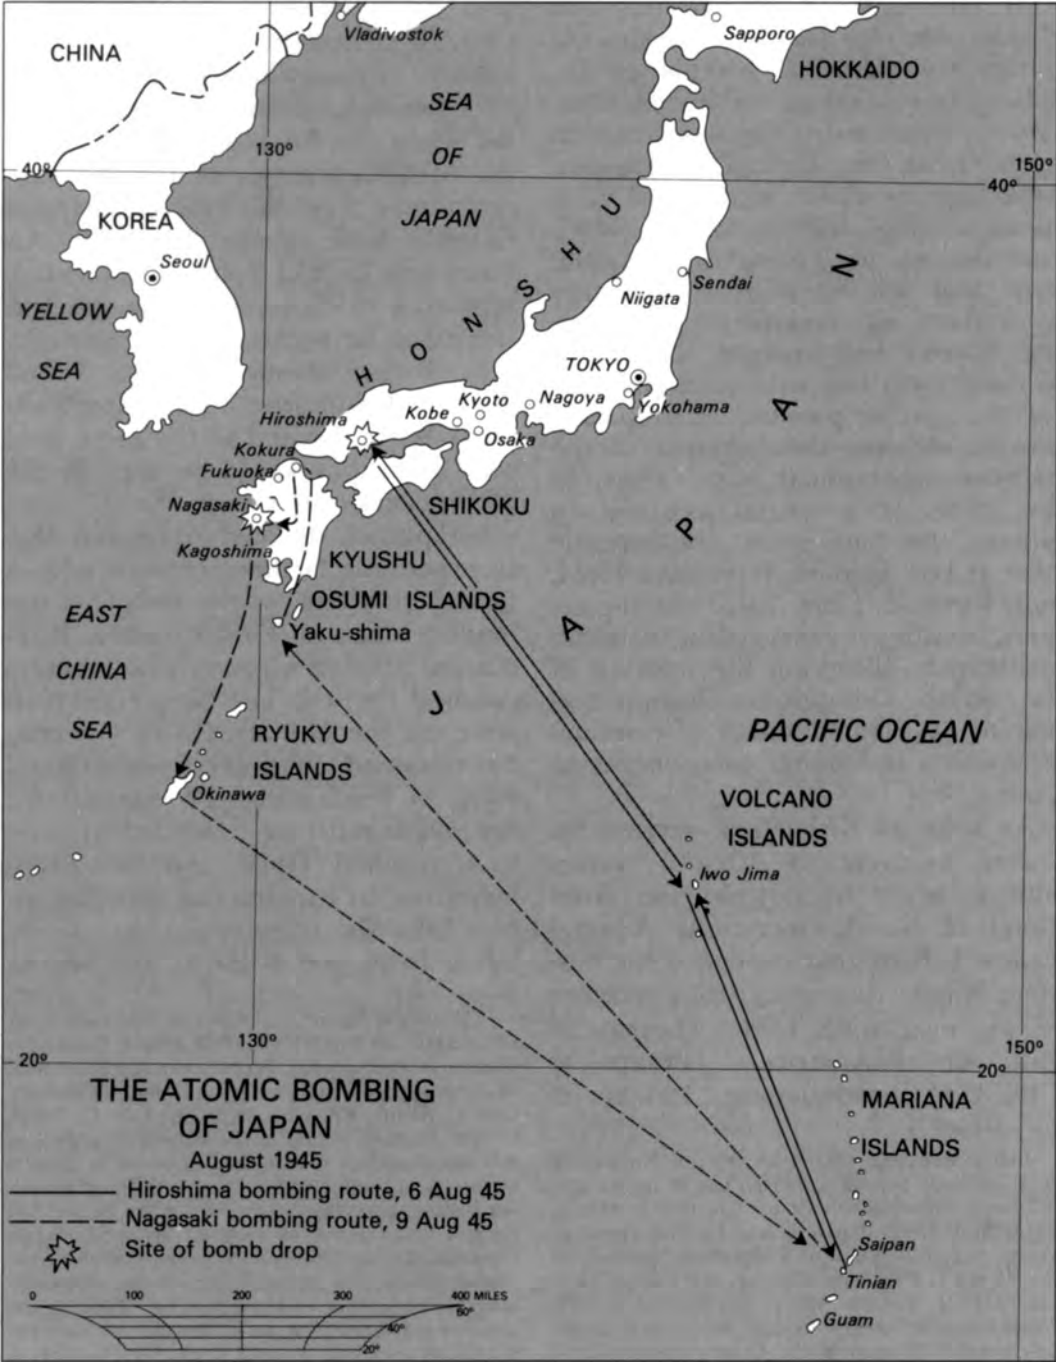 Vladivostok
CHINA
Sapporo
HOKKAIDO
SEA
OF
JAPAN
130°
150°
40°
40°
KOREA
Seoul
YELLOW
SEA
HONSHU
Niigata
Sendai
TOKYO
Yokohama
Nagoya
Kyoto
Kobe
Osaka
Hiroshima
Kokura
Fukuoka
Nagasaki
Kagoshima
SHIKOKU
KYUSHU
OSUMI ISLANDS
Yaku-shima
JAPAN
EAST
CHINA
SEA
RYUKYU
ISLANDS
Okinawa
PACIFIC OCEAN
VOLCANO
ISLANDS
Iwo Jima
130°
150°
20°
20°
MARIANA
ISLANDS
Saipan
Tinian
Guam
THE ATOMIC BOMBING
OF JAPAN
August 1945
Hiroshima bombing route, 6 Aug 45
Nagasaki bombing route, 9 Aug 45
Site of bomb drop
0 100 200 300 400 MILES
60°
40°
20°